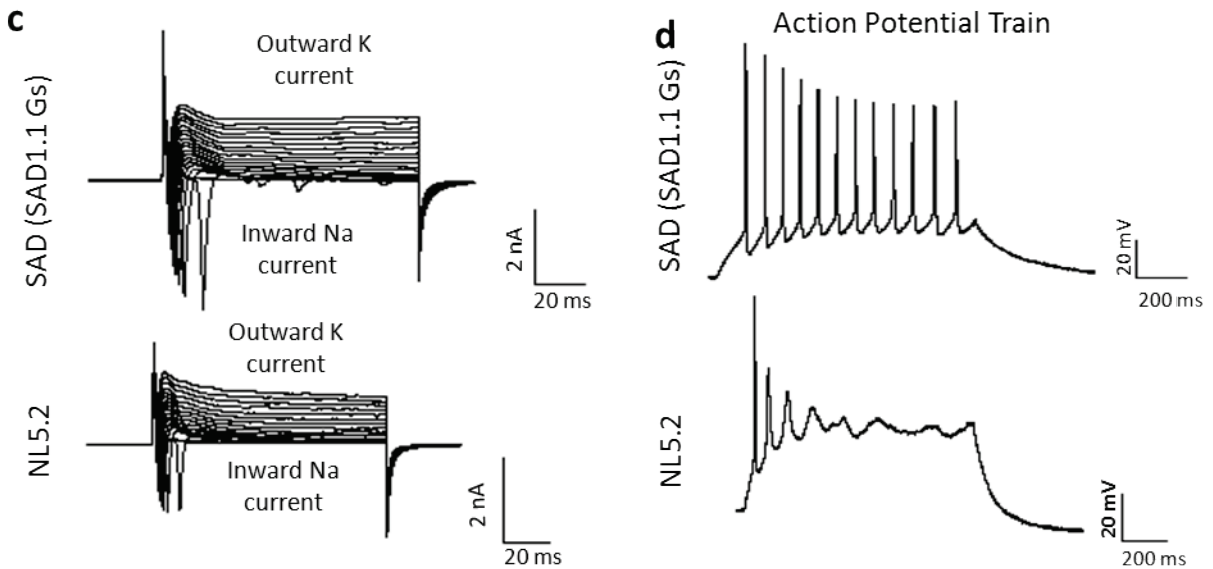 c
SAD (SAD1.1 Gs)
Outward K
current
Inward Na
current
2 nA
20 ms
NL5.2
Outward K
current
Inward Na
current
2 nA
20 ms
d
Action Potential Train
SAD (SAD1.1 Gs)
20 mV
200 ms
NL5.2
20 mV
200 ms